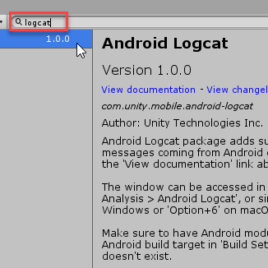 logcat
1.0.0
Android Logcat
Version 1.0.0
View documentation - View changel
com.unity.mobile.android-logcat
Author: Unity Technologies Inc.
Android Logcat package adds su
messages coming from Android
the 'View documentation' link ab
The window can be accessed in
Analysis > Android Logcat', or si
Windows or 'Option+6' on macO
Make sure to have Android modu
Android build target in 'Build Set
doesn't exist.